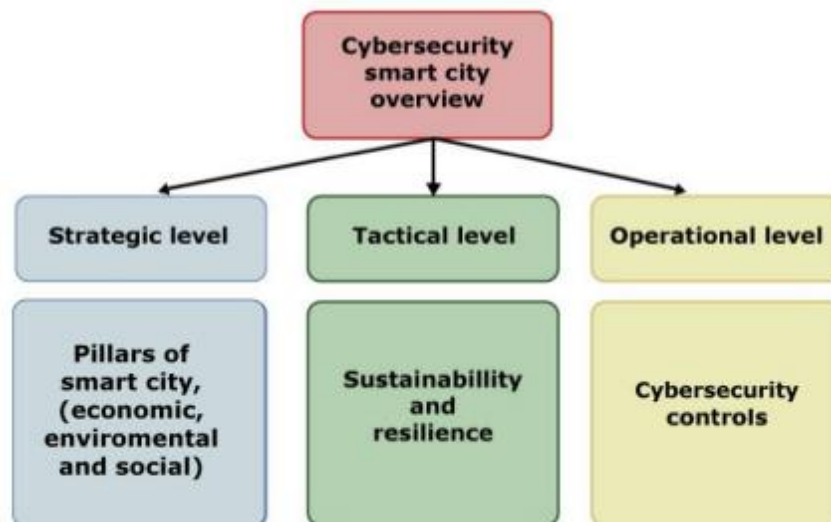 Cybersecurity
smart city
overview
Strategic level
Tactical level
Operational level
Pillars of
smart city,
(economic,
enviromental
and social)
Sustainabillity
and
resilience
Cybersecurity
controls